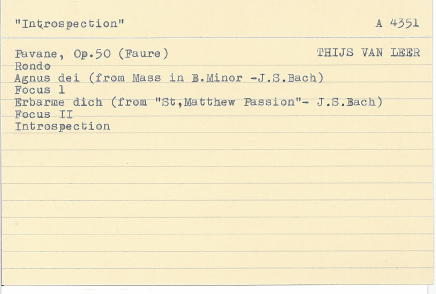 "Introspection" A 4351
Pavane, Op.50 (Faure) THIJS VAN LEER
Rondo
Agnus dei (from Mass in B.Minor -J.S.Bach)
Focus l
Erbarme dich (from "St,Matthew Passion"- J.S.Bach)
Focus II
Introspection